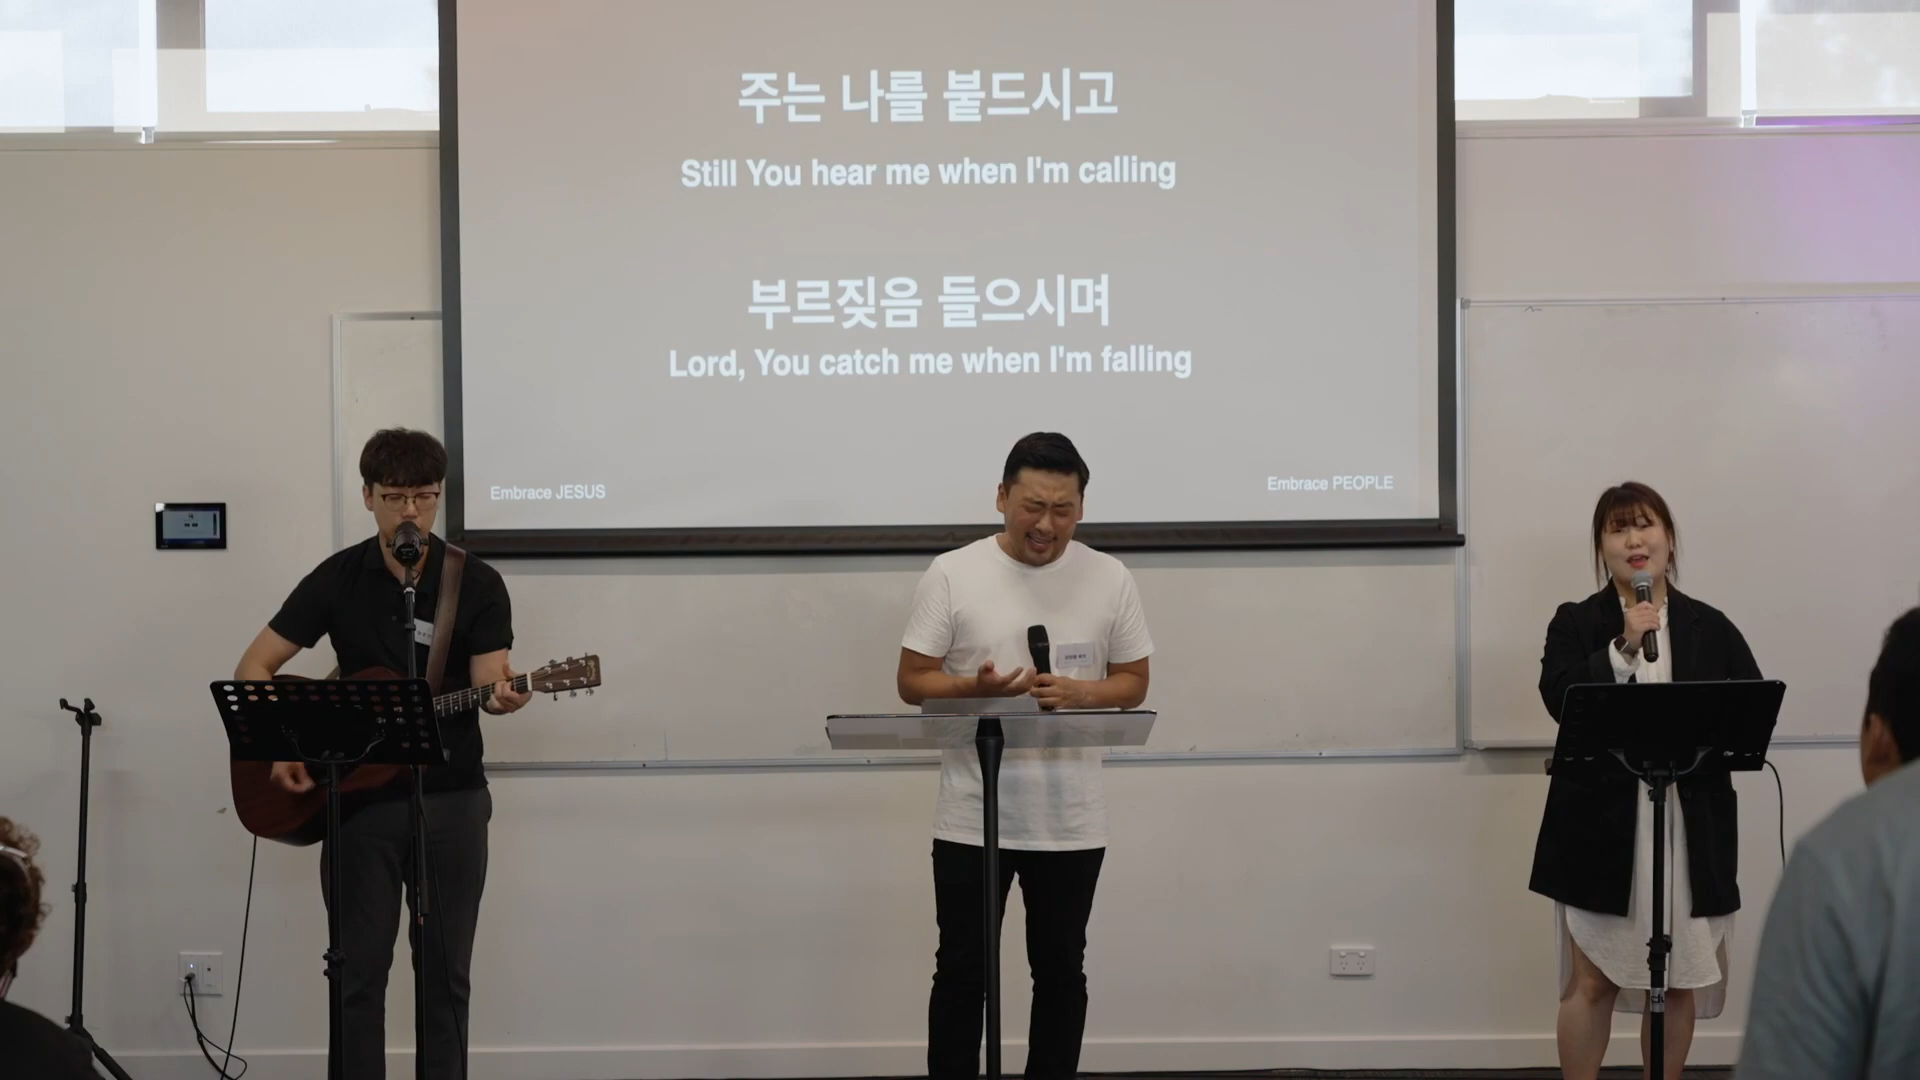 주는 나를 붙드시고
Still You hear me when I'm calling
부르짖음 들으시며
Lord, You catch me when I'm falling
Embrace JESUS
Embrace PEOPLE